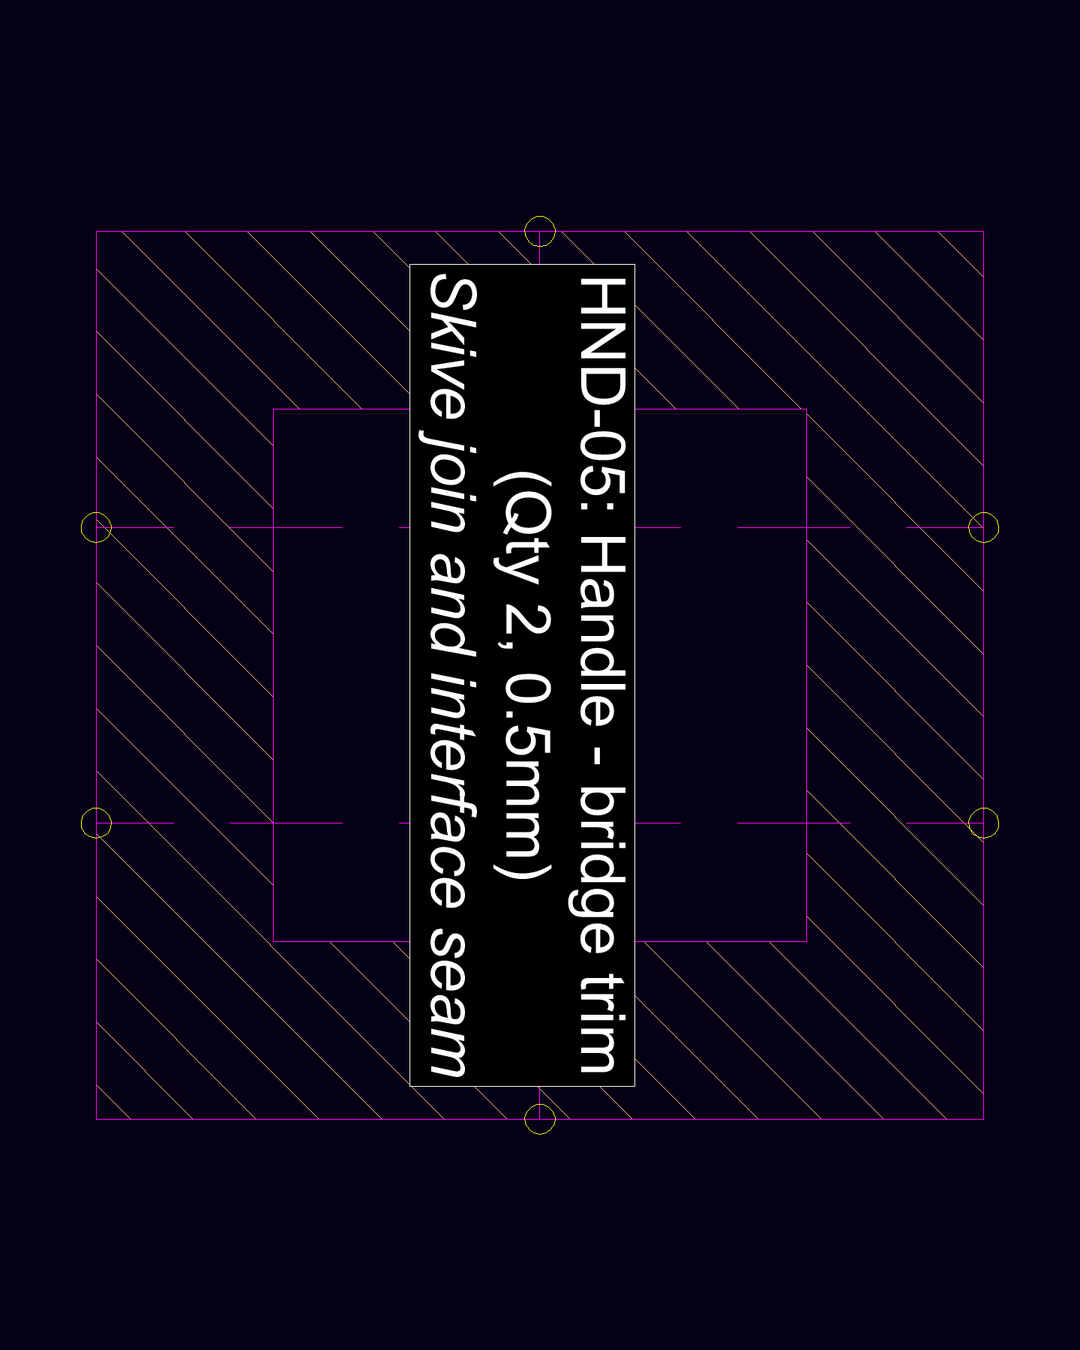 HND-05: Handle - bridge trim
(Qty 2, 0.5mm)
Skive join and interface seam